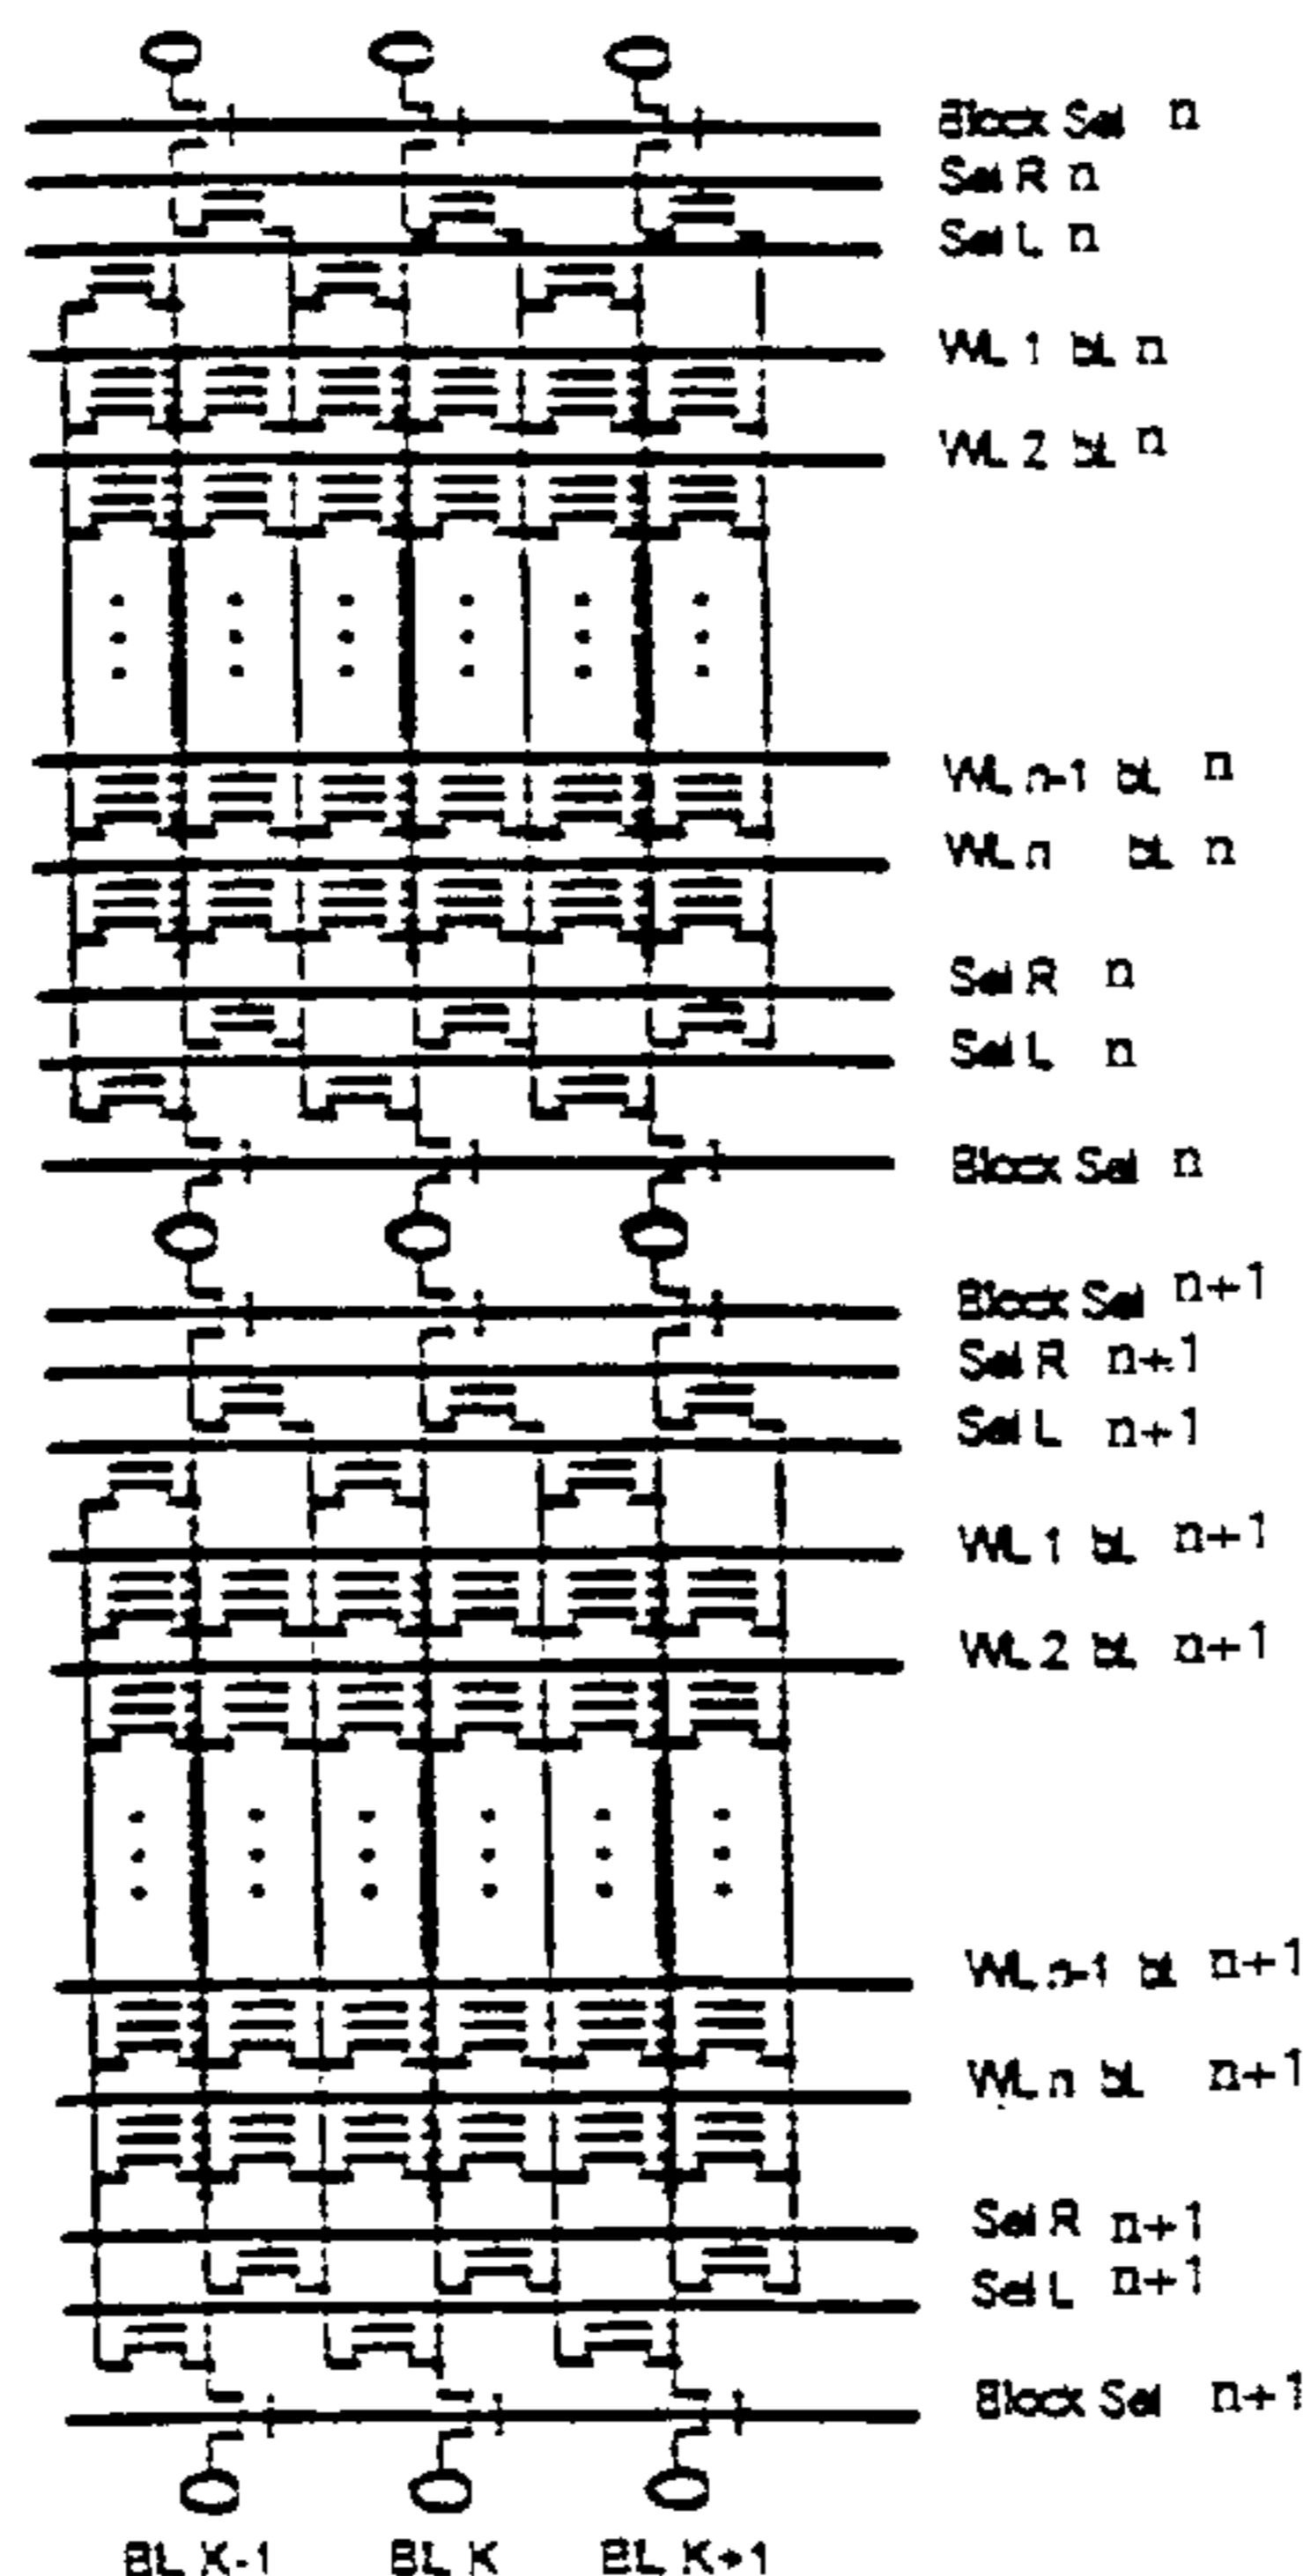 Block Sel n
Sel R n
Sel L n
WL 1 bL n
WL 2 bL n
WL n-1 bL n
WL n bL n
Sel R n
Sel L n
Block Sel n
Block Sel n+1
Sel R n+1
Sel L n+1
WL 1 bL n+1
WL 2 bL n+1
WL n-1 bL n+1
WL n bL n+1
Sel R n+1
Sel L n+1
Block Sel n+1
BL K-1 BL K BL K+1